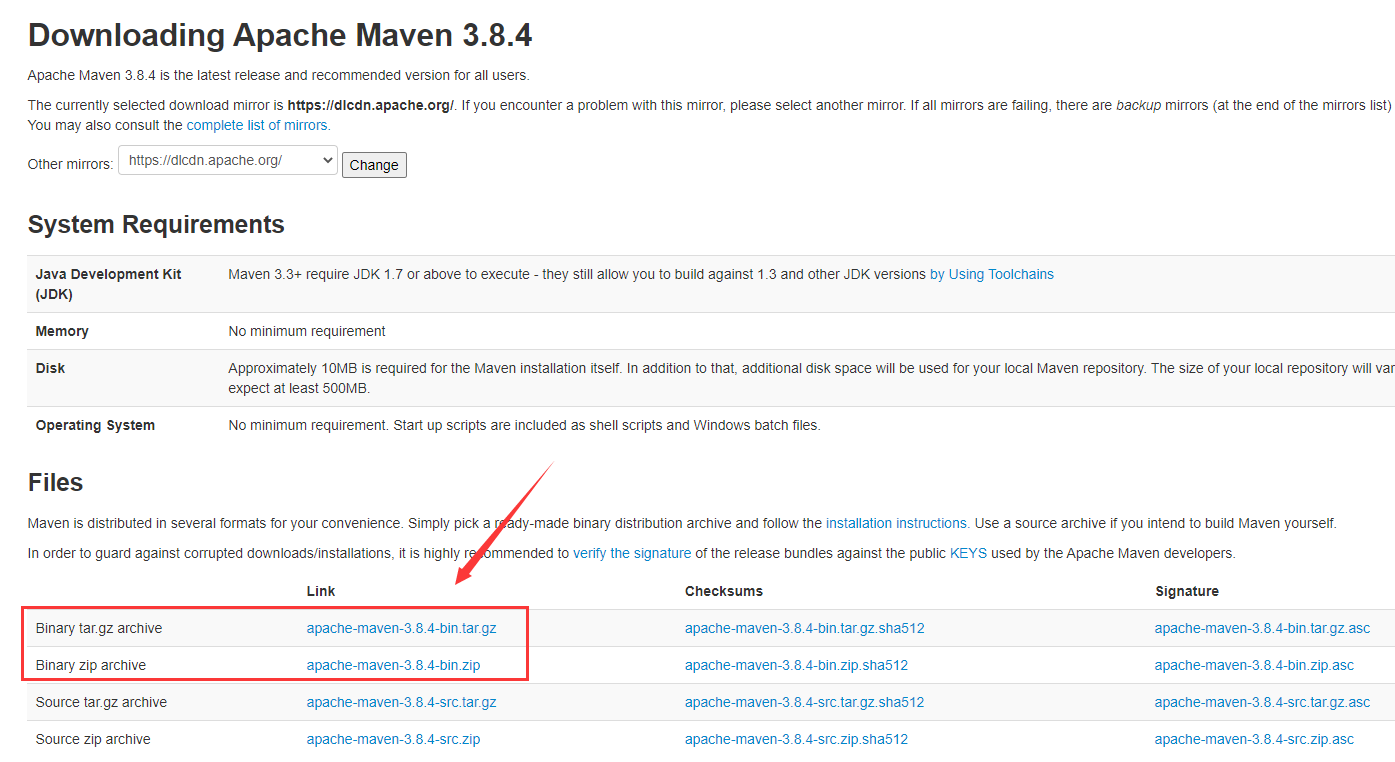 Downloading Apache Maven 3.8.4
Apache Maven 3.8.4 is the latest release and recommended version for all users.
The currently selected download mirror is https://dlcdn.apache.org/. If you encounter a problem with this mirror, please select another mirror. If all mirrors are failing, there are backup mirrors (at the end of the mirrors list)
You may also consult the complete list of mirrors.
Other mirrors: https://dlcdn.apache.org/ Change
System Requirements
Java Development Kit Maven 3.3+ require JDK 1.7 or above to execute - they still allow you to build against 1.3 and other JDK versions by Using Toolchains
(JDK)
Memory No minimum requirement
Disk Approximately 10MB is required for the Maven installation itself. In addition to that, additional disk space will be used for your local Maven repository. The size of your local repository will var
expect at least 500MB.
Operating System No minimum requirement. Start up scripts are included as shell scripts and Windows batch files.
Files
Maven is distributed in several formats for your convenience. Simply pick a ready-made binary distribution archive and follow the installation instructions. Use a source archive if you intend to build Maven yourself.
In order to guard against corrupted downloads/installations, it is highly recommended to verify the signature of the release bundles against the public KEYS used by the Apache Maven developers.
Link Checksums Signature
Binary tar.gz archive apache-maven-3.8.4-bin.tar.gz apache-maven-3.8.4-bin.tar.gz.sha512 apache-maven-3.8.4-bin.tar.gz.asc
Binary zip archive apache-maven-3.8.4-bin.zip apache-maven-3.8.4-bin.zip.sha512 apache-maven-3.8.4-bin.zip.asc
Source tar.gz archive apache-maven-3.8.4-src.tar.gz apache-maven-3.8.4-src.tar.gz.sha512 apache-maven-3.8.4-src.tar.gz.asc
Source zip archive apache-maven-3.8.4-src.zip apache-maven-3.8.4-src.zip.sha512 apache-maven-3.8.4-src.zip.asc